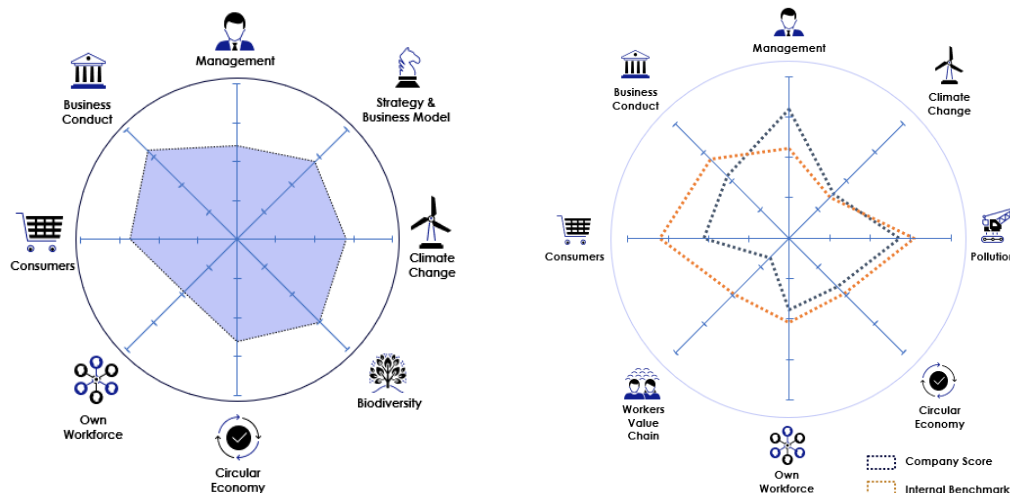 Management
Business
Conduct
Strategy &
Business Model
Consumers
Climate
Change
Own
Workforce
Biodiversity
Circular
Economy
Management
Business
Conduct
Climate
Change
Consumers
Pollution
Workers
Value
Chain
Circular
Economy
Own
Workforce
Company Score
Internal Benchmark